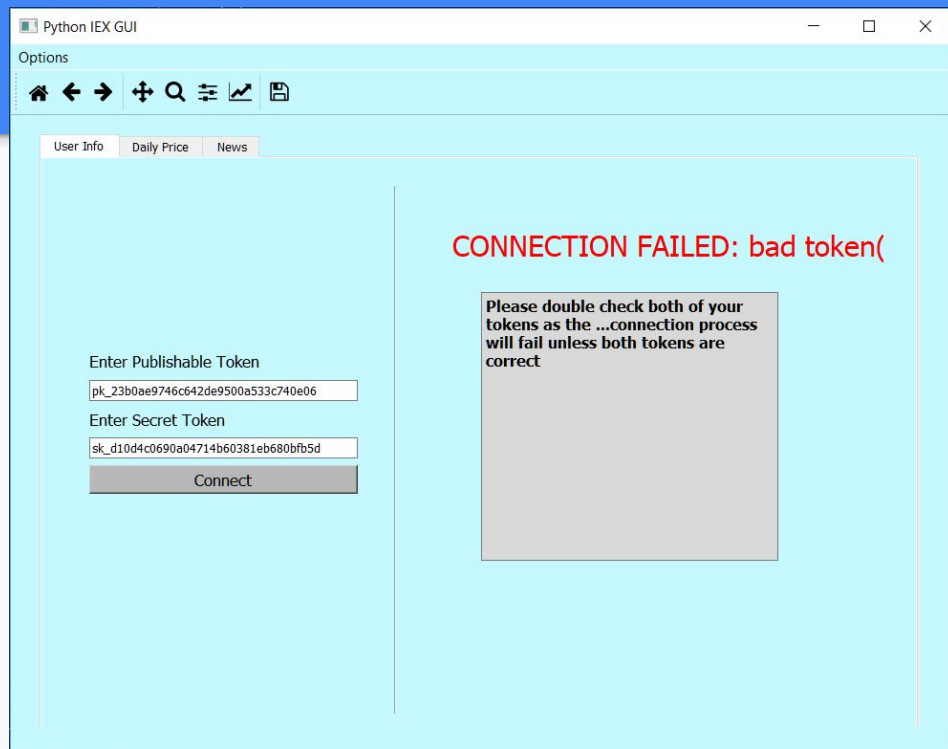 Python IEX GUI
Options
User Info Daily Price News
CONNECTION FAILED: bad token(
Please double check both of your
tokens as the ...connection process
will fail unless both tokens are
correct
Enter Publishable Token
pk_23b0ae9746c642de9500a533c740e06
Enter Secret Token
sk_d10d4c0690a04714b60381eb680bfb5d
Connect